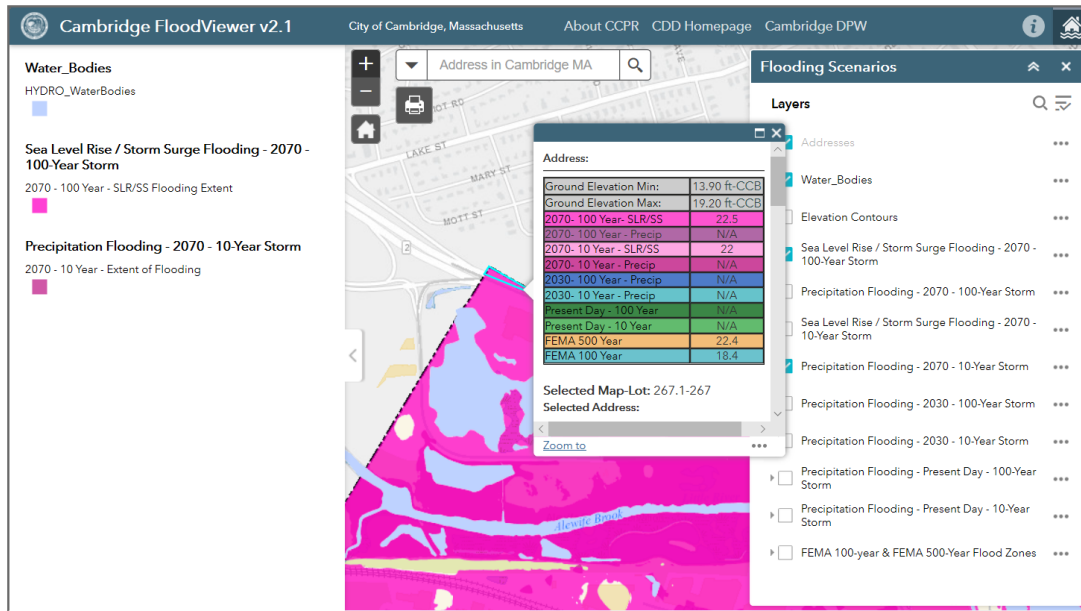 Cambridge FloodViewer v2.1
City of Cambridge, Massachusetts
About CCPR
CDD Homepage
Cambridge DPW
Water_Bodies
HYDRO_WaterBodies
Sea Level Rise / Storm Surge Flooding - 2070 -
100-Year Storm
2070 - 100 Year - SLR/SS Flooding Extent
Precipitation Flooding - 2070 - 10-Year Storm
2070 - 10 Year - Extent of Flooding
+
−
Address in Cambridge MA
LAKE ST
MARY ST
MOTT ST
2
Alewife Brook
Address:
Ground Elevation Min: 13.90 ft-CCB
Ground Elevation Max: 19.20 ft-CCB
2070- 100 Year- SLR/SS 22.5
2070- 100 Year - Precip N/A
2070- 10 Year - SLR/SS 22
2070- 10 Year - Precip N/A
2030- 100 Year - Precip N/A
2030- 10 Year - Precip N/A
Present Day - 100 Year N/A
Present Day - 10 Year N/A
FEMA 500 Year 22.4
FEMA 100 Year 18.4
Selected Map-Lot: 267.1-267
Selected Address:
Zoom to
Flooding Scenarios
Layers
Addresses
Water_Bodies
Elevation Contours
Sea Level Rise / Storm Surge Flooding - 2070 -
100-Year Storm
Precipitation Flooding - 2070 - 100-Year Storm
Sea Level Rise / Storm Surge Flooding - 2070 -
10-Year Storm
Precipitation Flooding - 2070 - 10-Year Storm
Precipitation Flooding - 2030 - 100-Year Storm
Precipitation Flooding - 2030 - 10-Year Storm
Precipitation Flooding - Present Day - 100-Year
Storm
Precipitation Flooding - Present Day - 10-Year
Storm
FEMA 100-year & FEMA 500-Year Flood Zones